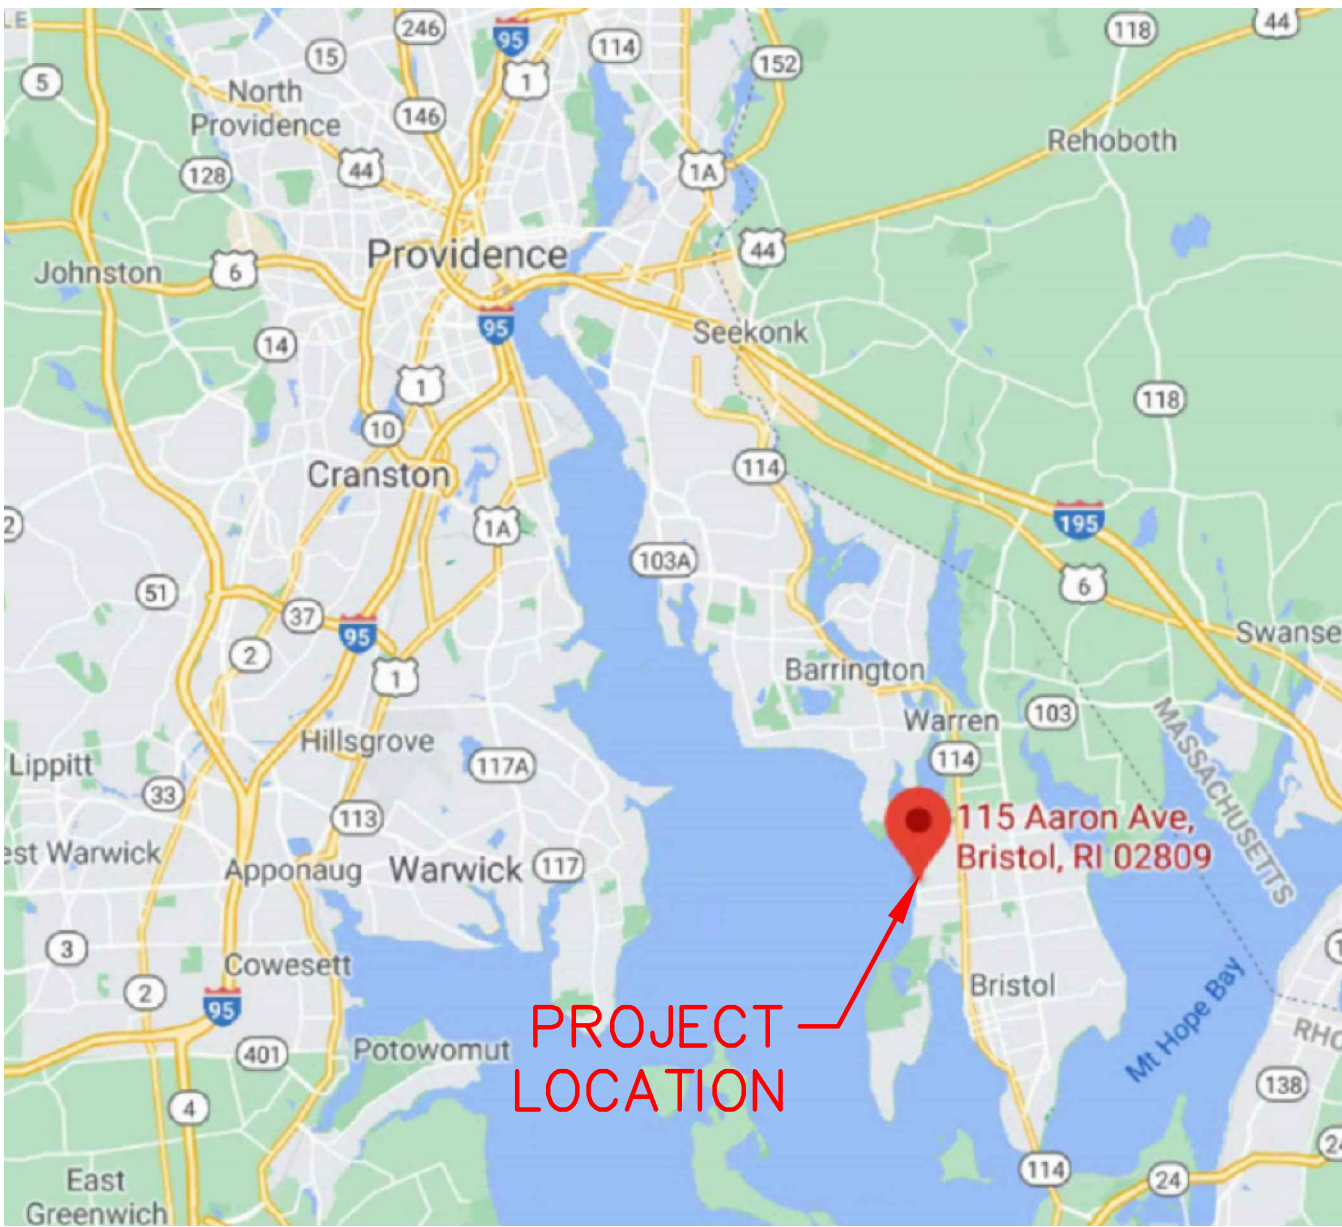 LE
246
95
114
118
44
15
1
152
5
North
Providence
146
Rehoboth
128
44
1A
Providence
44
Johnston
6
95
Seekonk
14
1
118
10
Cranston
114
1A
195
2
103A
51
6
37
95
2
Swanse
1
Barrington
Warren
103
MASSACHUSETTS
Hillsgrove
Lippitt
117A
114
33
113
115 Aaron Ave,
Bristol, RI 02809
est Warwick
Apponaug
Warwick
117
3
Cowesett
2
95
Bristol
Mt Hope Bay
1
PROJECT
LOCATION
401
Potowomut
RHO
138
4
114
24
24
East
Greenwich